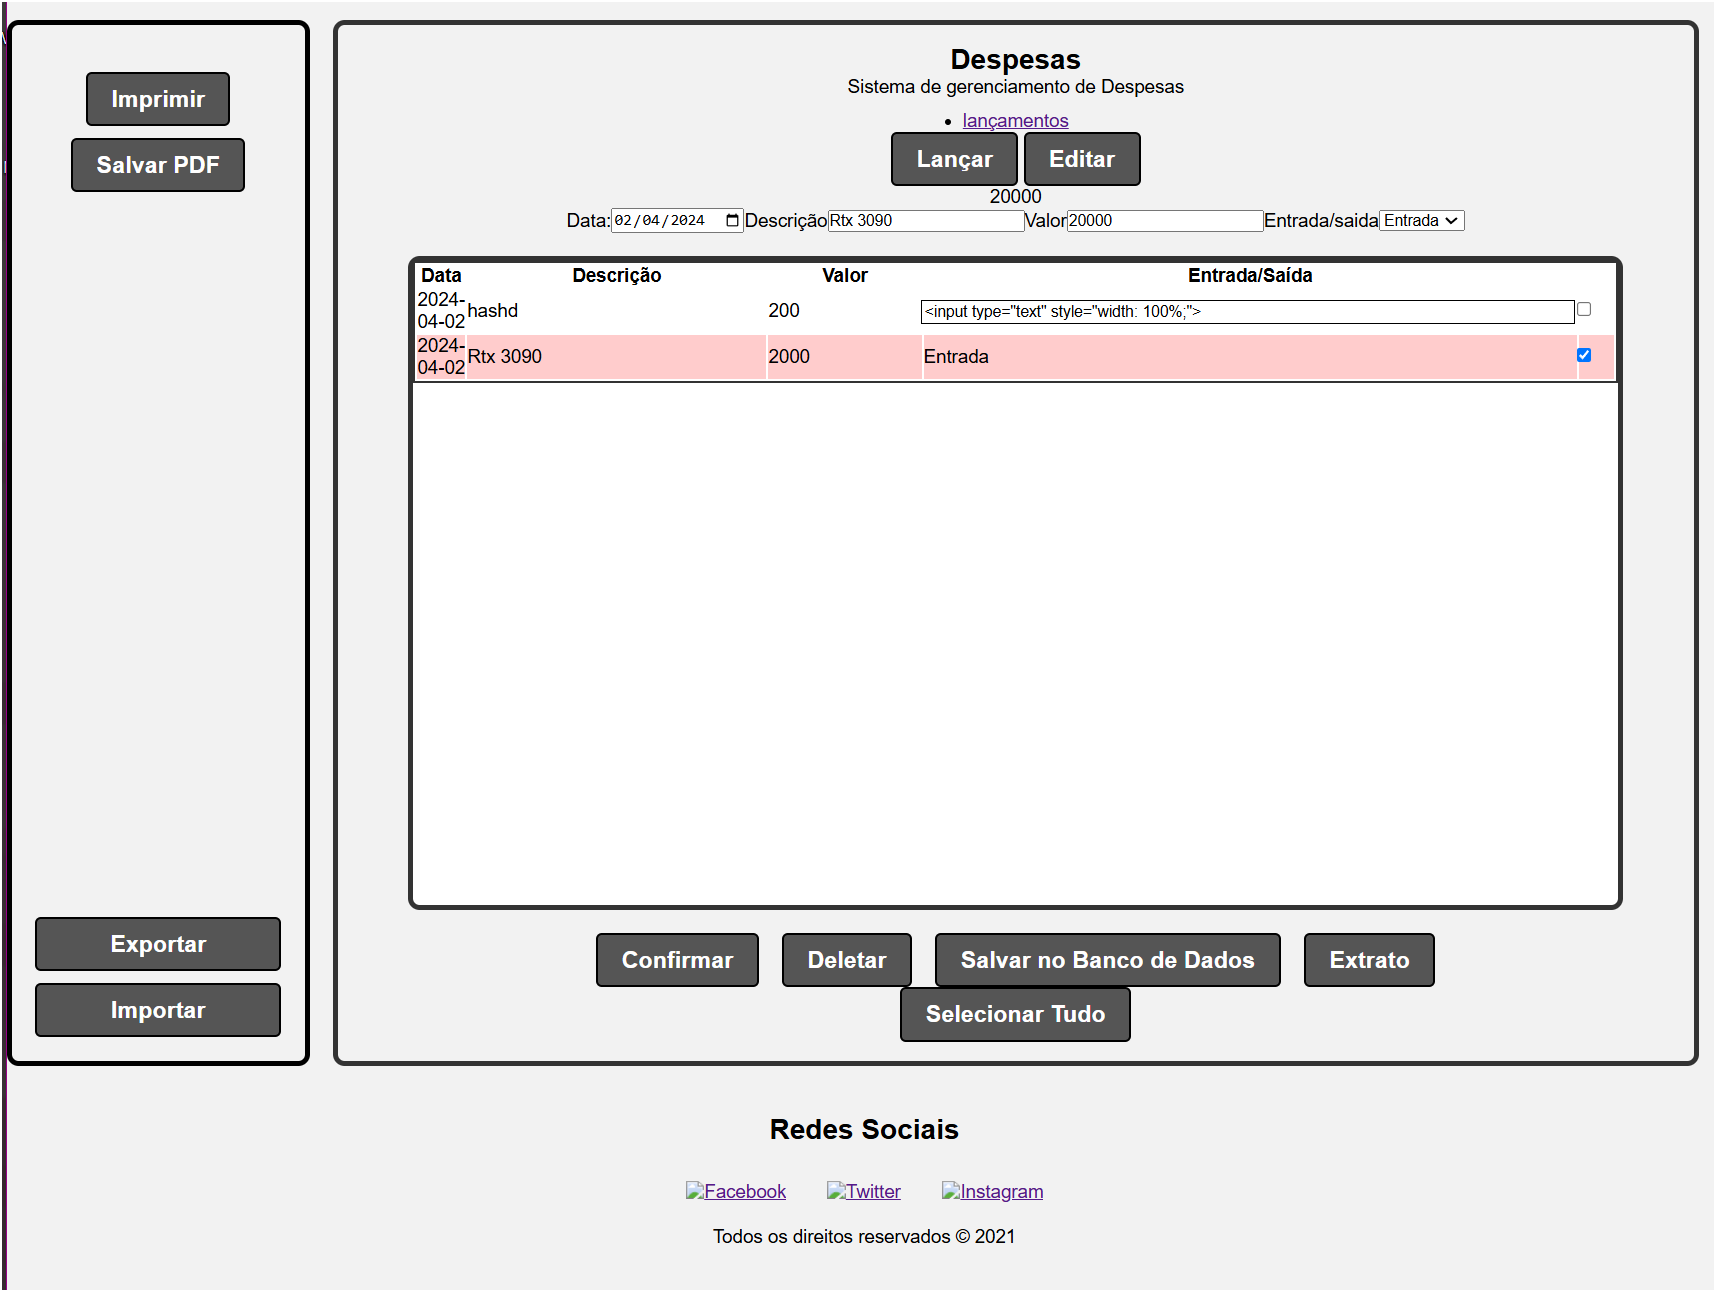 Imprimir
Salvar PDF
Exportar
Importar
Despesas
Sistema de gerenciamento de Despesas
lançamentos
Lançar Editar
20000
Data: 02/04/2024 Descrição Rtx 3090 Valor 20000 Entrada/saida Entrada
Data Descrição Valor Entrada/Saída
2024-
04-02 hashd 200 <input type="text" style="width: 100%;">
2024-
04-02 Rtx 3090 2000 Entrada
Confirmar Deletar Salvar no Banco de Dados Extrato
Selecionar Tudo
Redes Sociais
Facebook Twitter Instagram
Todos os direitos reservados © 2021